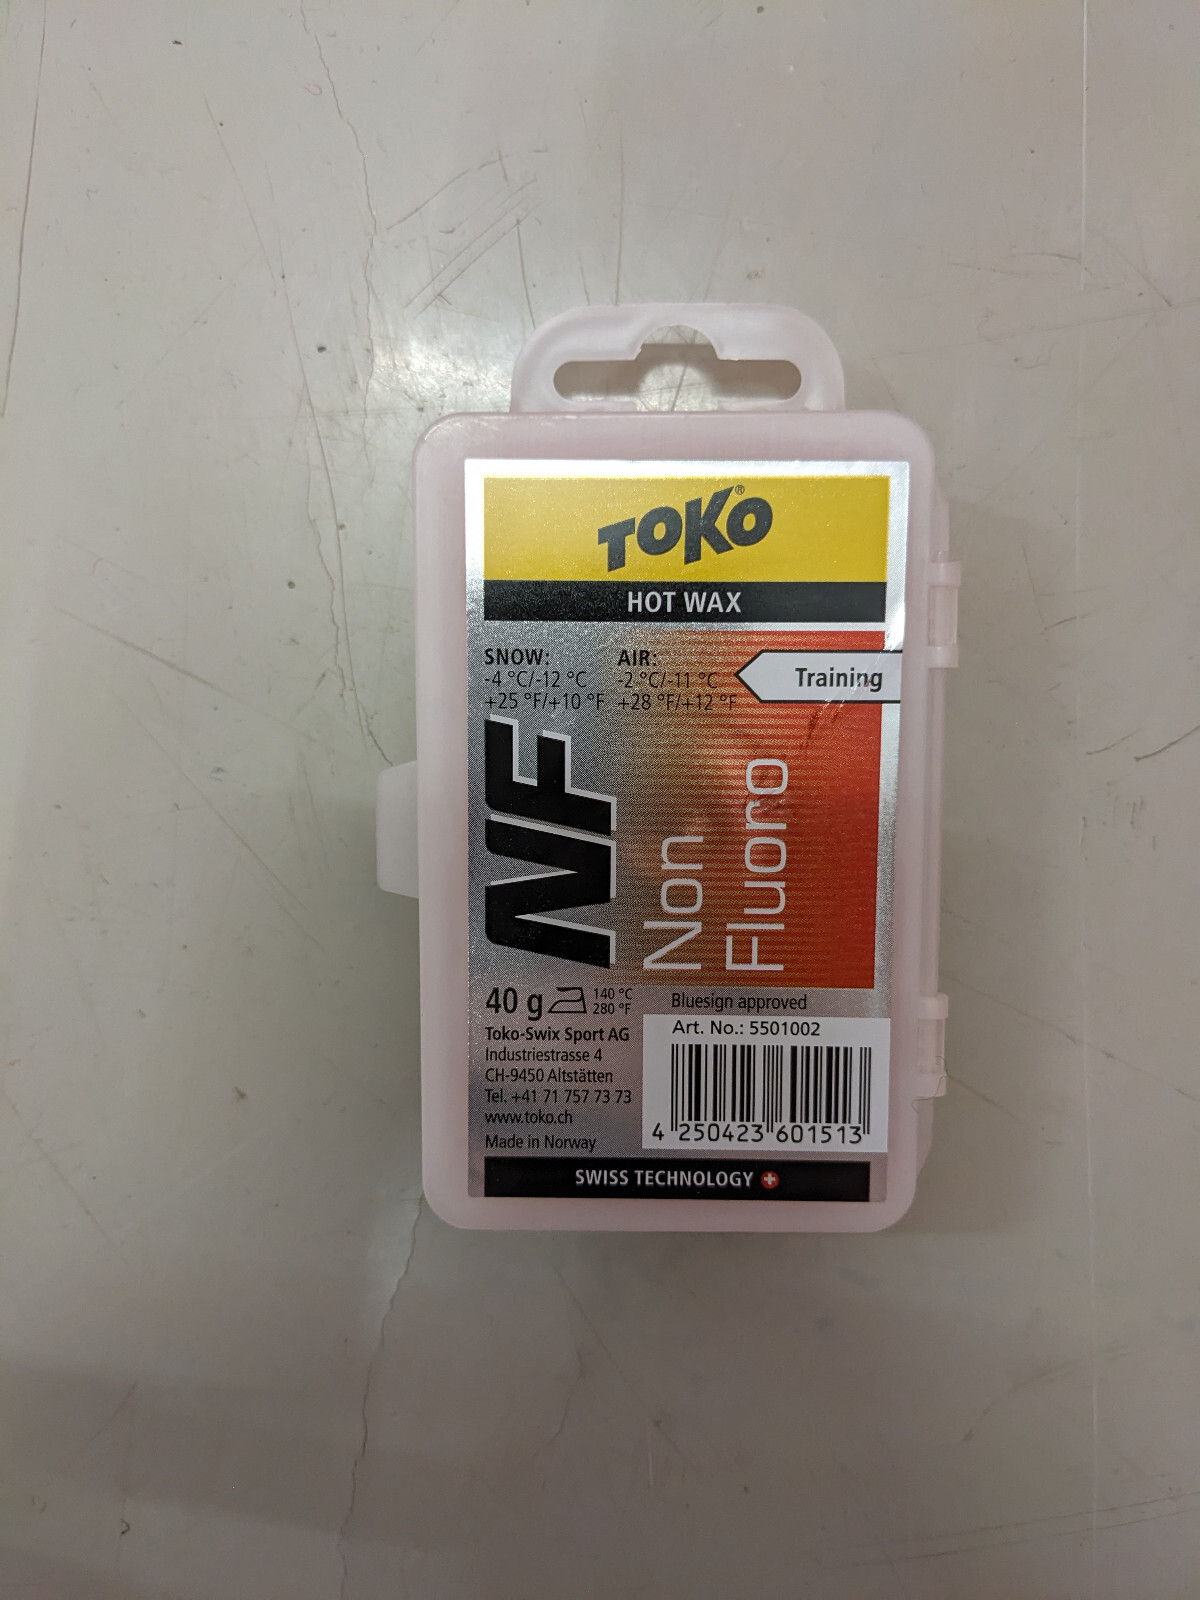 TOKO®
HOT WAX
SNOW:
-4 °C/-12 °C
+25 °F/+10 °F
AIR:
-2 °C/-11 °C
+28 °F/+12 °F
Training
NF
Non
Fluoro
40 g
140 °C
280 °F
Toko-Swix Sport AG
Industriestrasse 4
CH-9450 Altstätten
Tel. +41 71 757 73 73
www.toko.ch
Made in Norway
Bluesign approved
Art. No.: 5501002
4 250423 601513
SWISS TECHNOLOGY